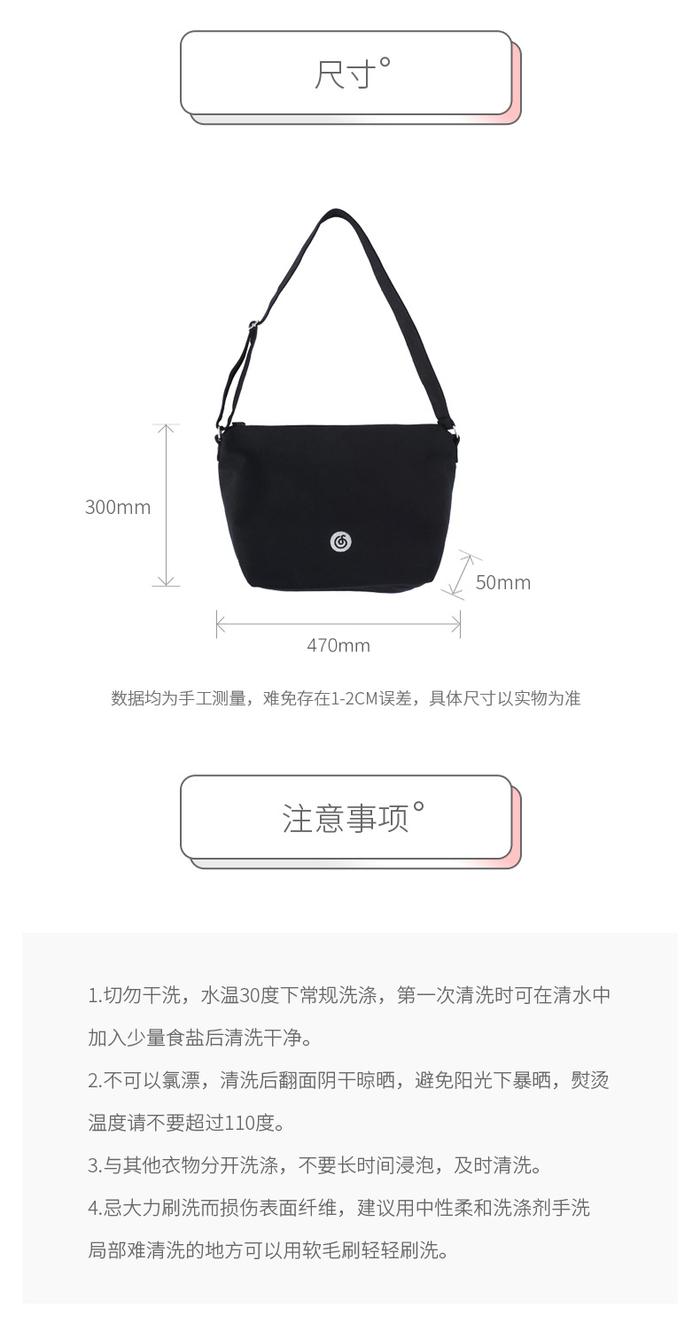 尺寸°
300mm
50mm
470mm
数据均为手工测量，难免存在1-2CM误差，具体尺寸以实物为准
注意事项°
1.切勿干洗，水温30度下常规洗涤，第一次清洗时可在清水中
加入少量食盐后清洗干净。
2.不可以氯漂，清洗后翻面阴干晾晒，避免阳光下暴晒，熨烫
温度请不要超过110度。
3.与其他衣物分开洗涤，不要长时间浸泡，及时清洗。
4.忌大力刷洗而损伤表面纤维，建议用中性柔和洗涤剂手洗
局部难清洗的地方可以用软毛刷轻轻刷洗。